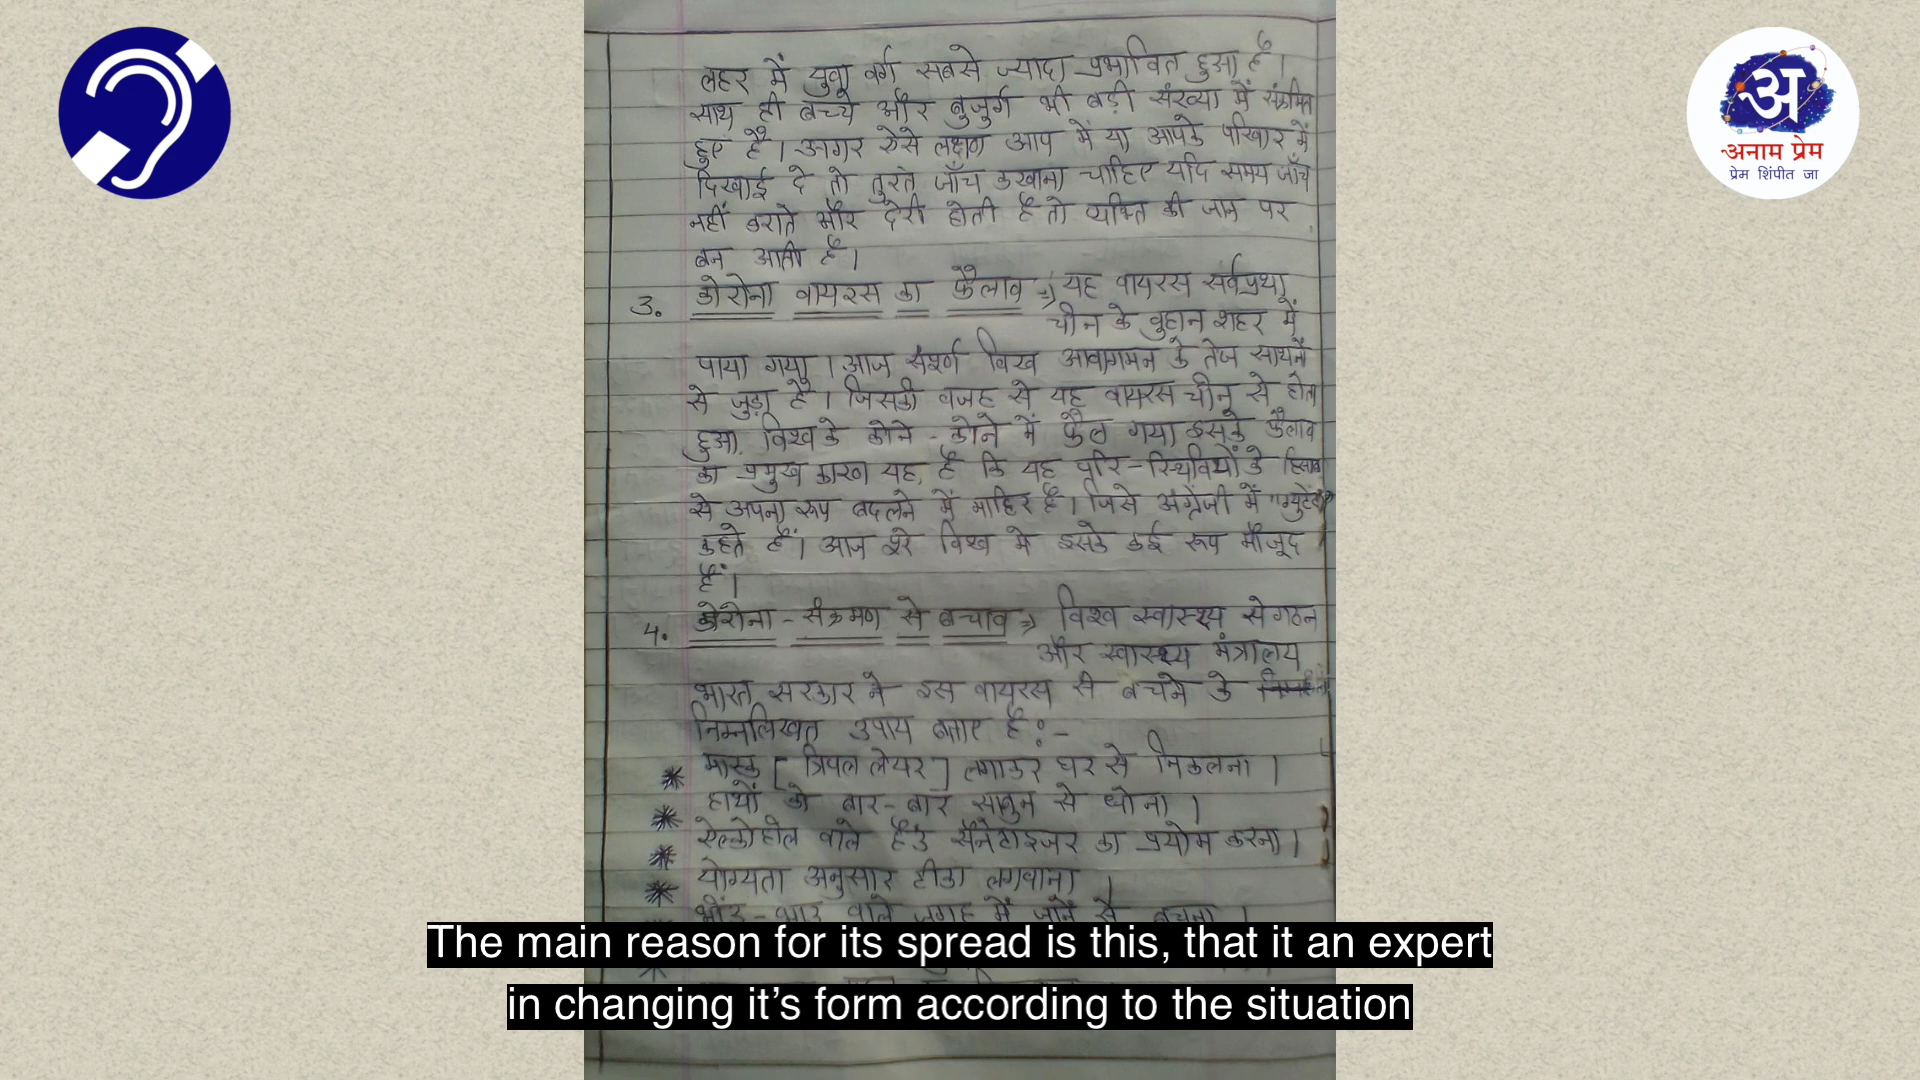 लहर में युवा वर्ग सबसे ज्यादा प्रभावित हुआ है।
साथ ही बच्चे और बुजुर्ग भी बड़ी संख्या में संक्रमित
हुए हैं। अगर ऐसे लक्षण आप में या आपके परिवार में
दिखाई दे तो तुरंत जाँच करवाना चाहिए यदि समय जाँच
नहीं कराते और देरी होती है तो व्यक्ति की जान पर
बन आती है।
3. कोरोना वायरस का फैलाव ⇒ यह वायरस सर्वप्रथम
चीन के वुहान शहर में
पाया गया। आज संपूर्ण विश्व आवागमन के तेज साधनों
से जुड़ा है। जिसकी वजह से यह वायरस चीन से होता
हुआ विश्व के कोने-कोने में फैल गया इसके फैलाव
का प्रमुख कारण यह है कि यह परि-स्थितियों के हिसाब
से अपना रूप बदलने में माहिर है। जिसे अंग्रेजी में
कहते हैं। आज विश्व मे इसके कई रूप मौजूद
हैं।
4. कोरोना-संक्रमण से बचाव ⇒ विश्व स्वास्थ्य संगठन
और स्वास्थ्य मंत्रालय
भारत सरकार ने इस वायरस से बचने के
निम्नलिखित उपाय बताए हैं:-
* मास्क [त्रिपल लेयर] लगाकर घर से निकलना।
* हाथों को बार-बार साबुन से धोना।
* ऐल्कोहोल वाले हैंड सैनेटाइजर का प्रयोग करना।
* योग्यता अनुसार टीका लगवाना।
भीड़-भाड़ वाले जगह में जाने से बचना।
The main reason for its spread is this, that it an expert
in changing it’s form according to the situation
अ
अनाम प्रेम
प्रेम शिंपीत जा